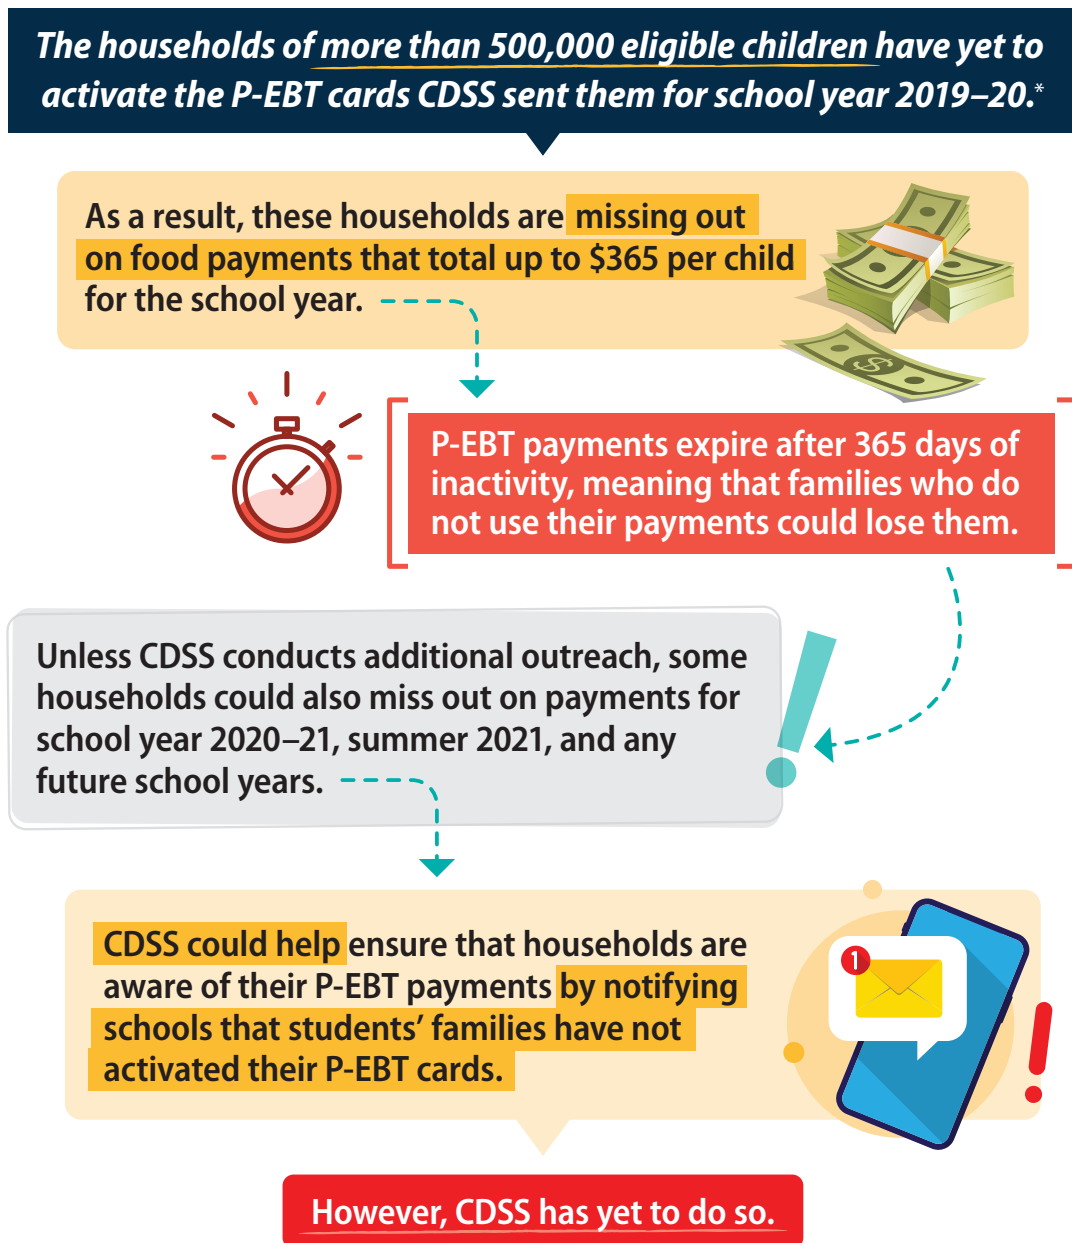 The households of more than 500,000 eligible children have yet to
activate the P-EBT cards CDSS sent them for school year 2019–20.*
As a result, these households are missing out
on food payments that total up to $365 per child
for the school year.
P-EBT payments expire after 365 days of
inactivity, meaning that families who do
not use their payments could lose them.
Unless CDSS conducts additional outreach, some
households could also miss out on payments for
school year 2020–21, summer 2021, and any
future school years.
CDSS could help ensure that households are
aware of their P-EBT payments by notifying
schools that students’ families have not
activated their P-EBT cards.
1
However, CDSS has yet to do so.